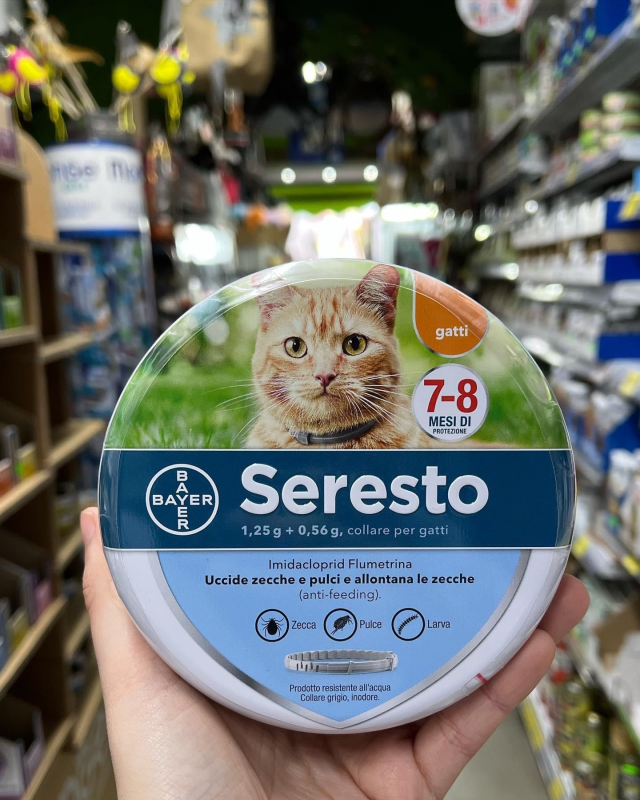 gatti
7-8
MESI DI
PROTEZIONE
BAYER
BAYER
Seresto
1,25 g + 0,56 g, collare per gatti
Imidacloprid Flumetrina
Uccide zecche e pulci e allontana le zecche
(anti-feeding).
Zecca Pulce Larva
Prodotto resistente all'acqua
Collare grigio, inodore.